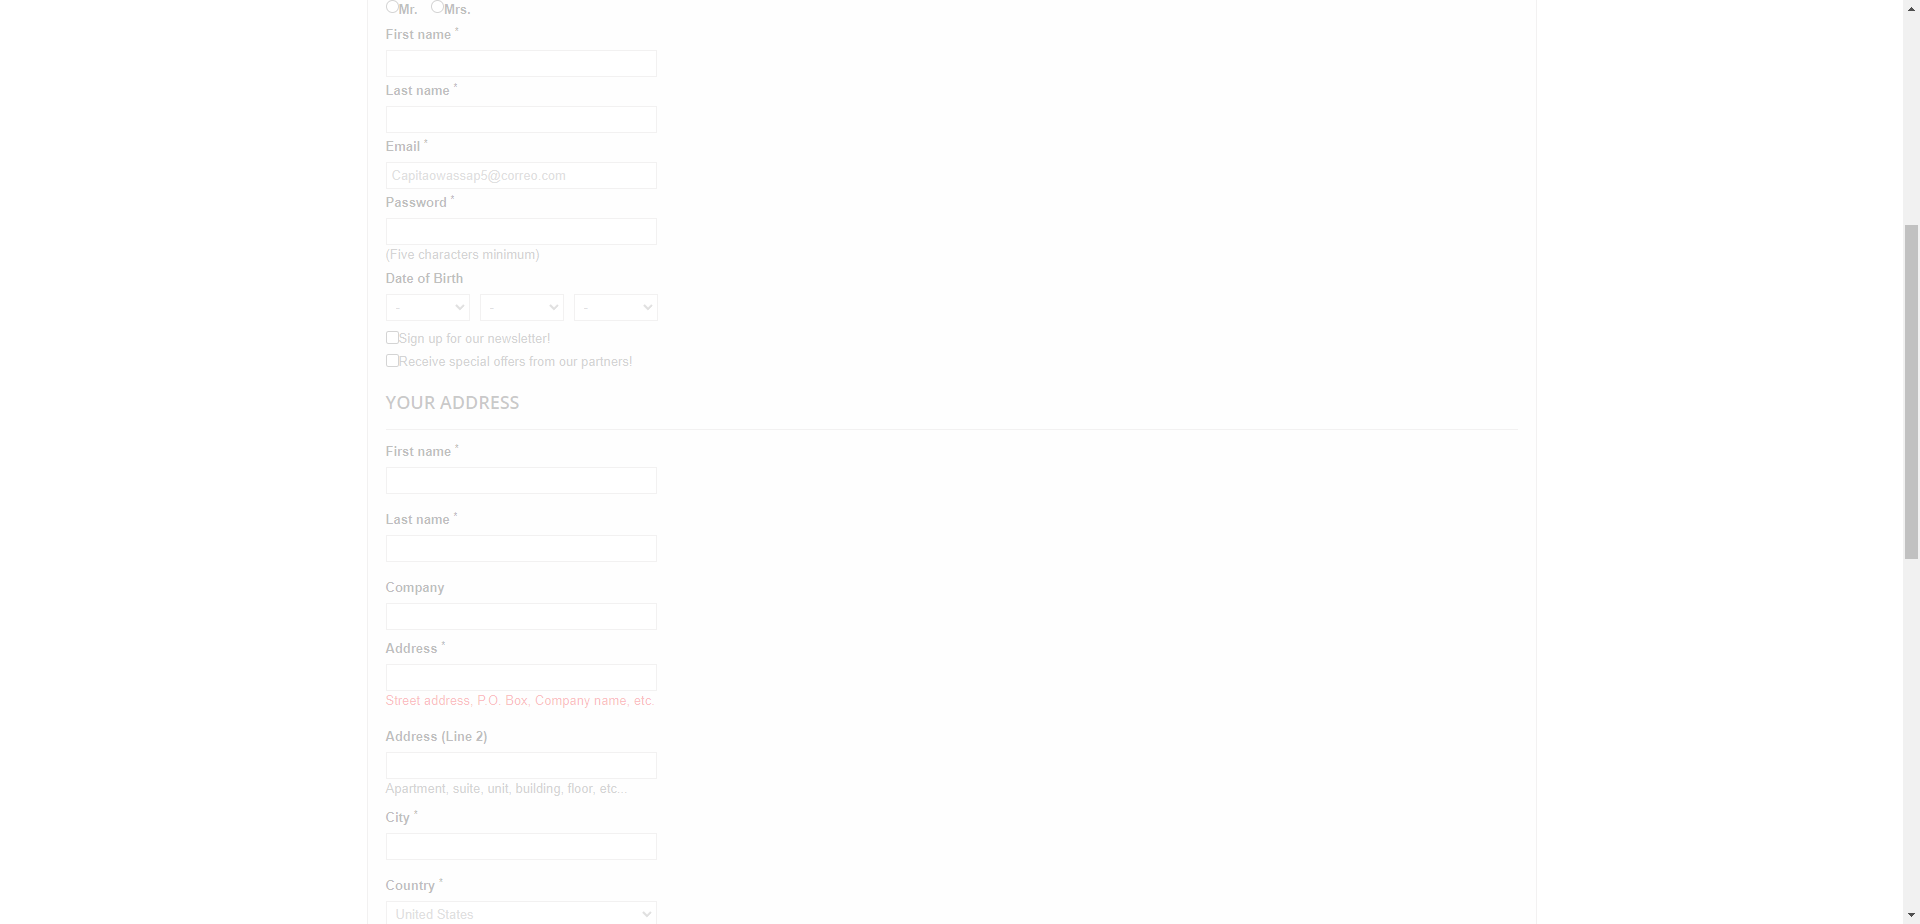 Mr. Mrs.
First name *
Last name *
Email *
Capitaowassap5@correo.com
Password *
(Five characters minimum)
Date of Birth
- - -
Sign up for our newsletter!
Receive special offers from our partners!
YOUR ADDRESS
First name *
Last name *
Company
Address *
Street address, P.O. Box, Company name, etc.
Address (Line 2)
Apartment, suite, unit, building, floor, etc...
City *
Country *
United States